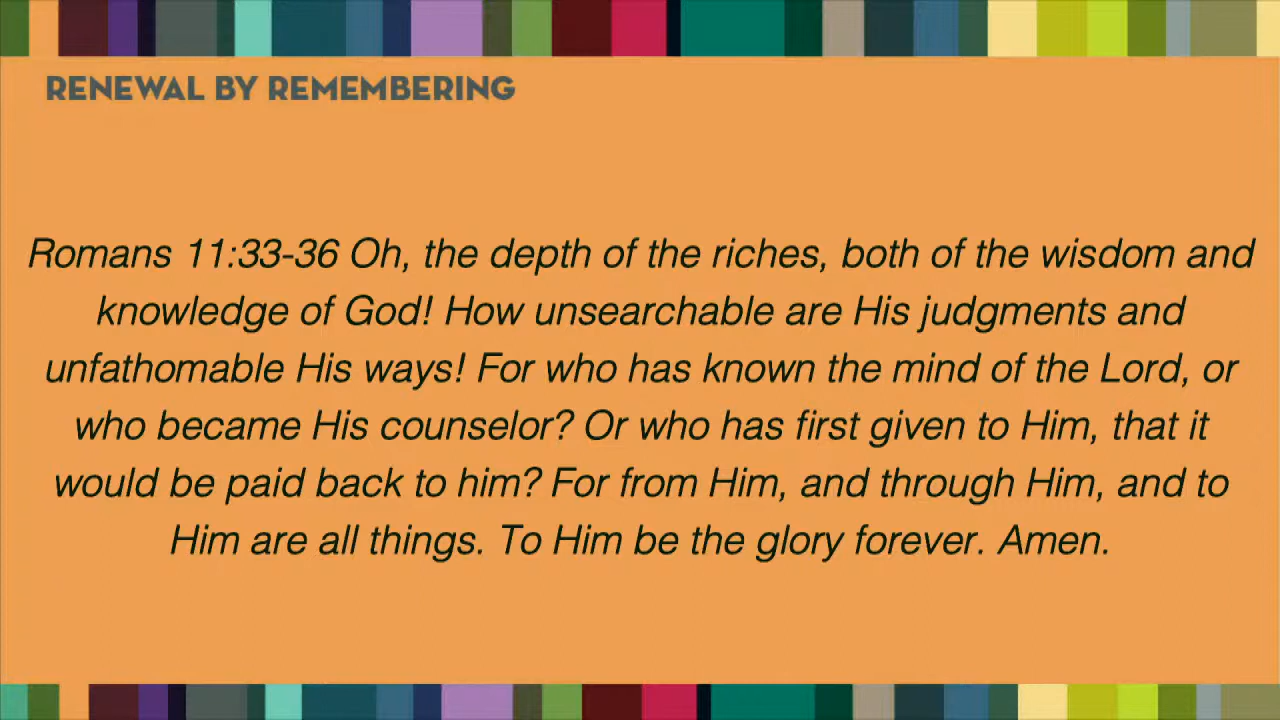 RENEWAL BY REMEMBERING
Romans 11:33-36 Oh, the depth of the riches, both of the wisdom and
knowledge of God! How unsearchable are His judgments and
unfathomable His ways! For who has known the mind of the Lord, or
who became His counselor? Or who has first given to Him, that it
would be paid back to him? For from Him, and through Him, and to
Him are all things. To Him be the glory forever. Amen.